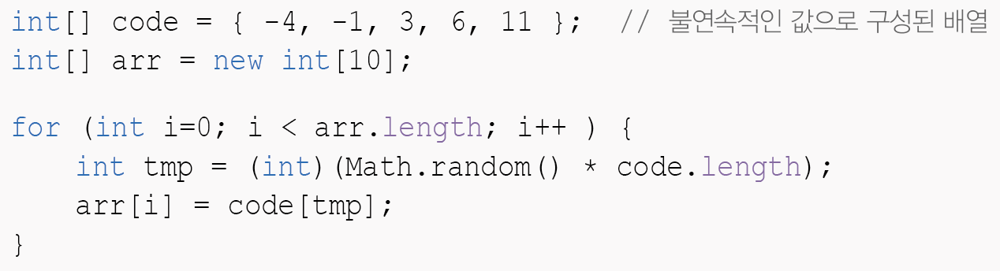 int[] code = { -4, -1, 3, 6, 11 };  // 불연속적인 값으로 구성된 배열
int[] arr = new int[10];
for (int i=0; i < arr.length; i++ ) {
    int tmp = (int)(Math.random() * code.length);
    arr[i] = code[tmp];
}